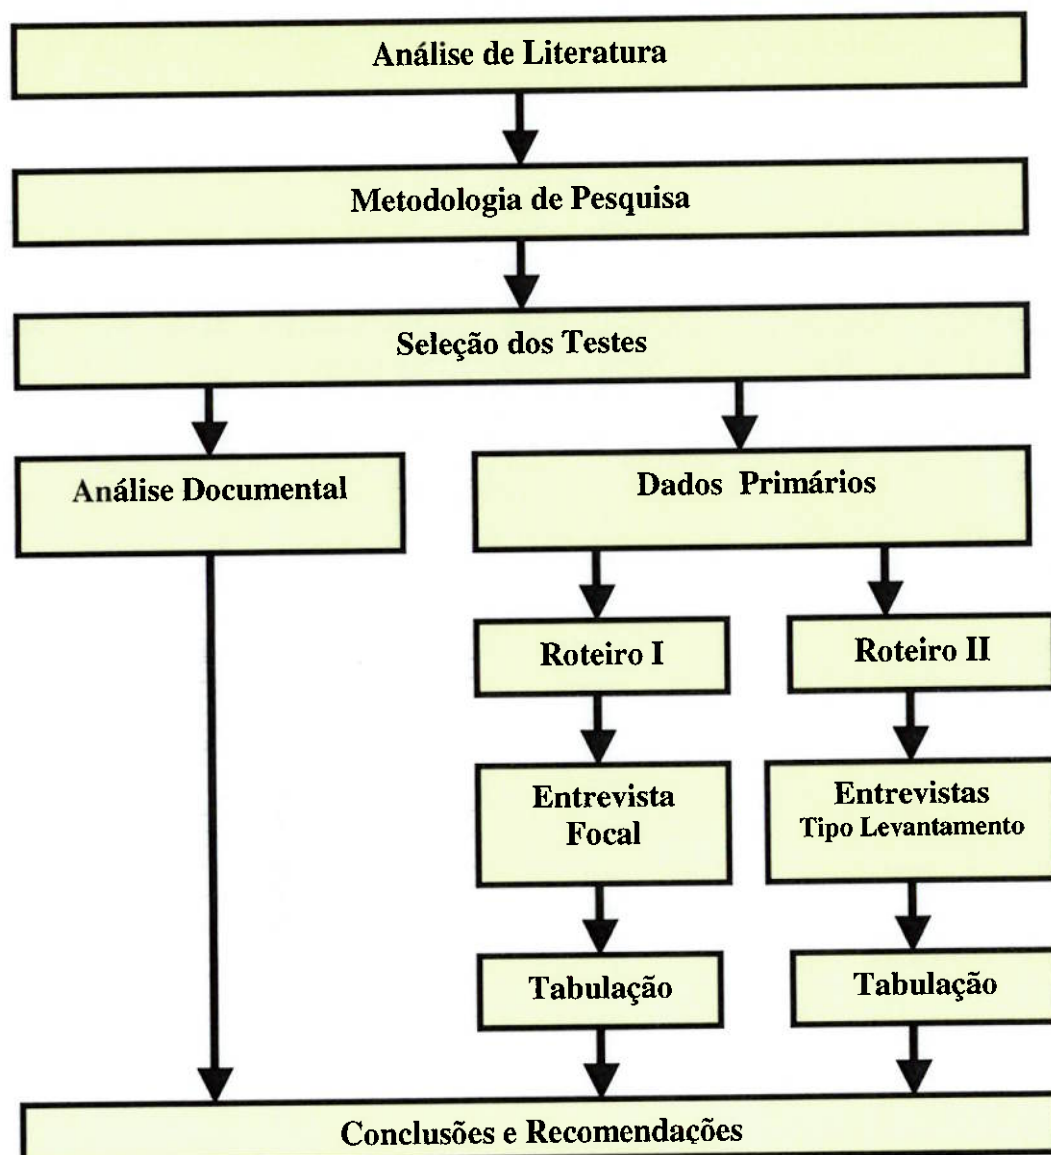 Análise de Literatura
Metodologia de Pesquisa
Seleção dos Testes
Análise Documental
Dados Primários
Roteiro I
Roteiro II
Entrevista
Focal
Entrevistas
Tipo Levantamento
Tabulação
Tabulação
Conclusões e Recomendações